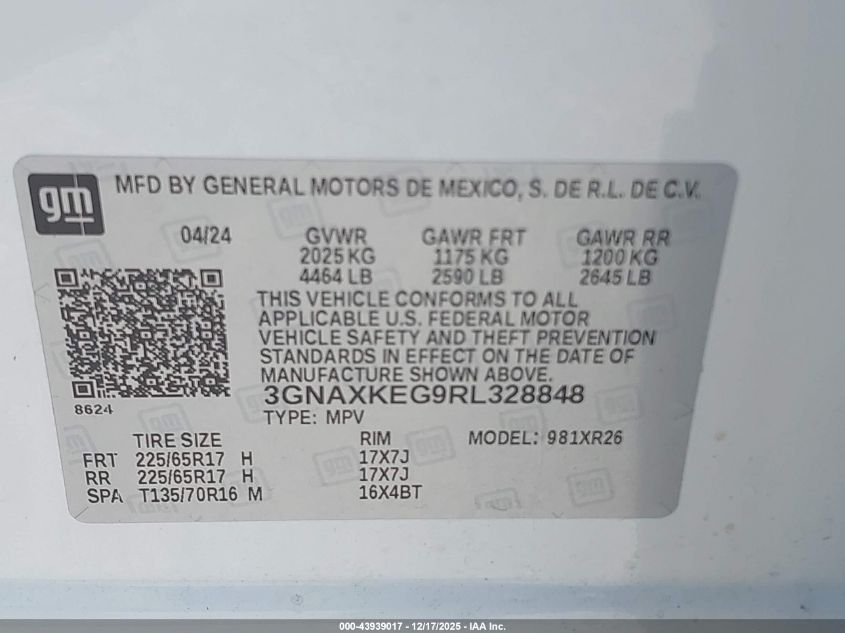 gm
MFD BY GENERAL MOTORS DE MEXICO, S. DE R.L. DE C.V.
04/24 GVWR GAWR FRT GAWR RR
2025 KG 1175 KG 1200 KG
4464 LB 2590 LB 2645 LB
THIS VEHICLE CONFORMS TO ALL
APPLICABLE U.S. FEDERAL MOTOR
VEHICLE SAFETY AND THEFT PREVENTION
STANDARDS IN EFFECT ON THE DATE OF
MANUFACTURE SHOWN ABOVE.
3GNAXKEG9RL328848
8624
TYPE: MPV
TIRE SIZE RIM MODEL: 981XR26
FRT 225/65R17 H 17X7J
RR 225/65R17 H 17X7J
SPA T135/70R16 M 16X4BT
000-43939017 - 12/17/2025 - IAA Inc.